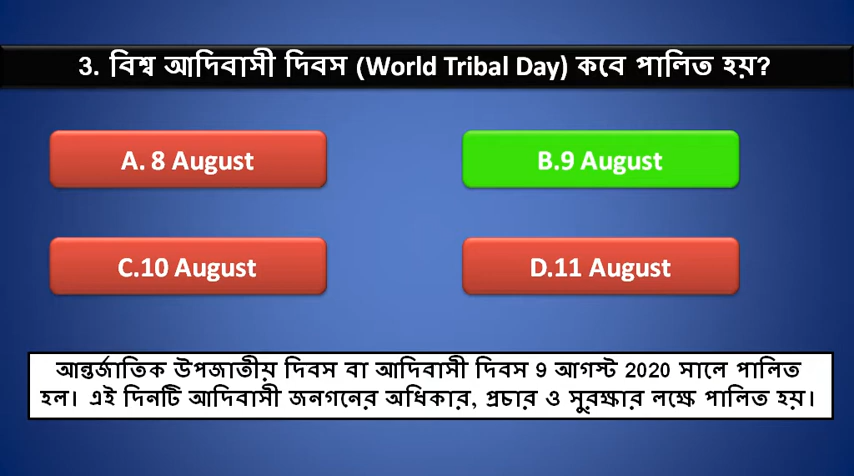 3. বিশ্ব আদিবাসী দিবস (World Tribal Day) কবে পালিত হয়?
A. 8 August
B.9 August
C.10 August
D.11 August
আন্তর্জাতিক উপজাতীয় দিবস বা আদিবাসী দিবস 9 আগস্ট 2020 সালে পালিত
হল। এই দিনটি আদিবাসী জনগনের অধিকার, প্রচার ও সুরক্ষার লক্ষে পালিত হয়।